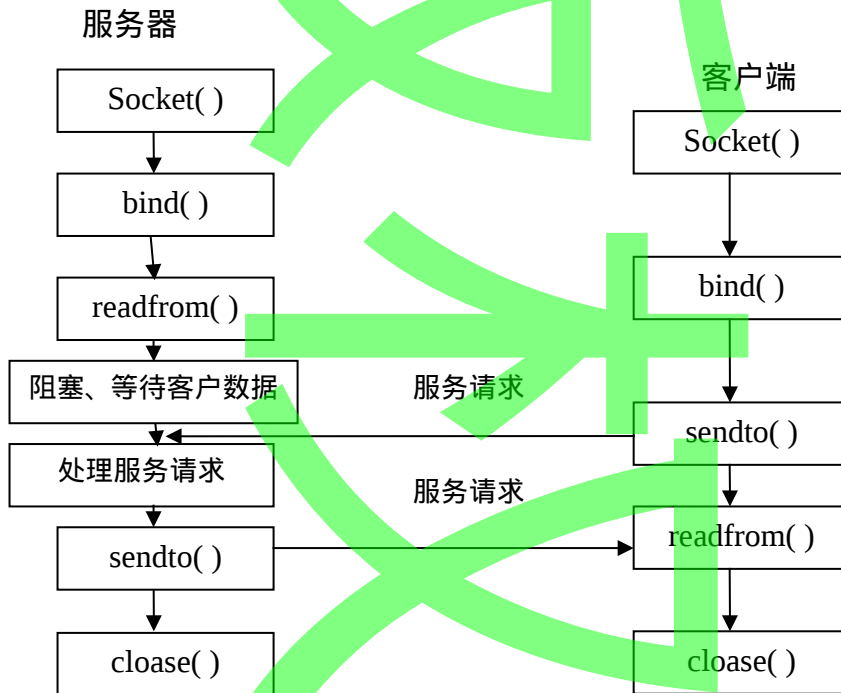 服务器
Socket( )
bind( )
readfrom( )
阻塞、等待客户数据
处理服务请求
sendto( )
cloase( )
服务请求
服务请求
客户端
Socket( )
bind( )
sendto( )
readfrom( )
cloase( )